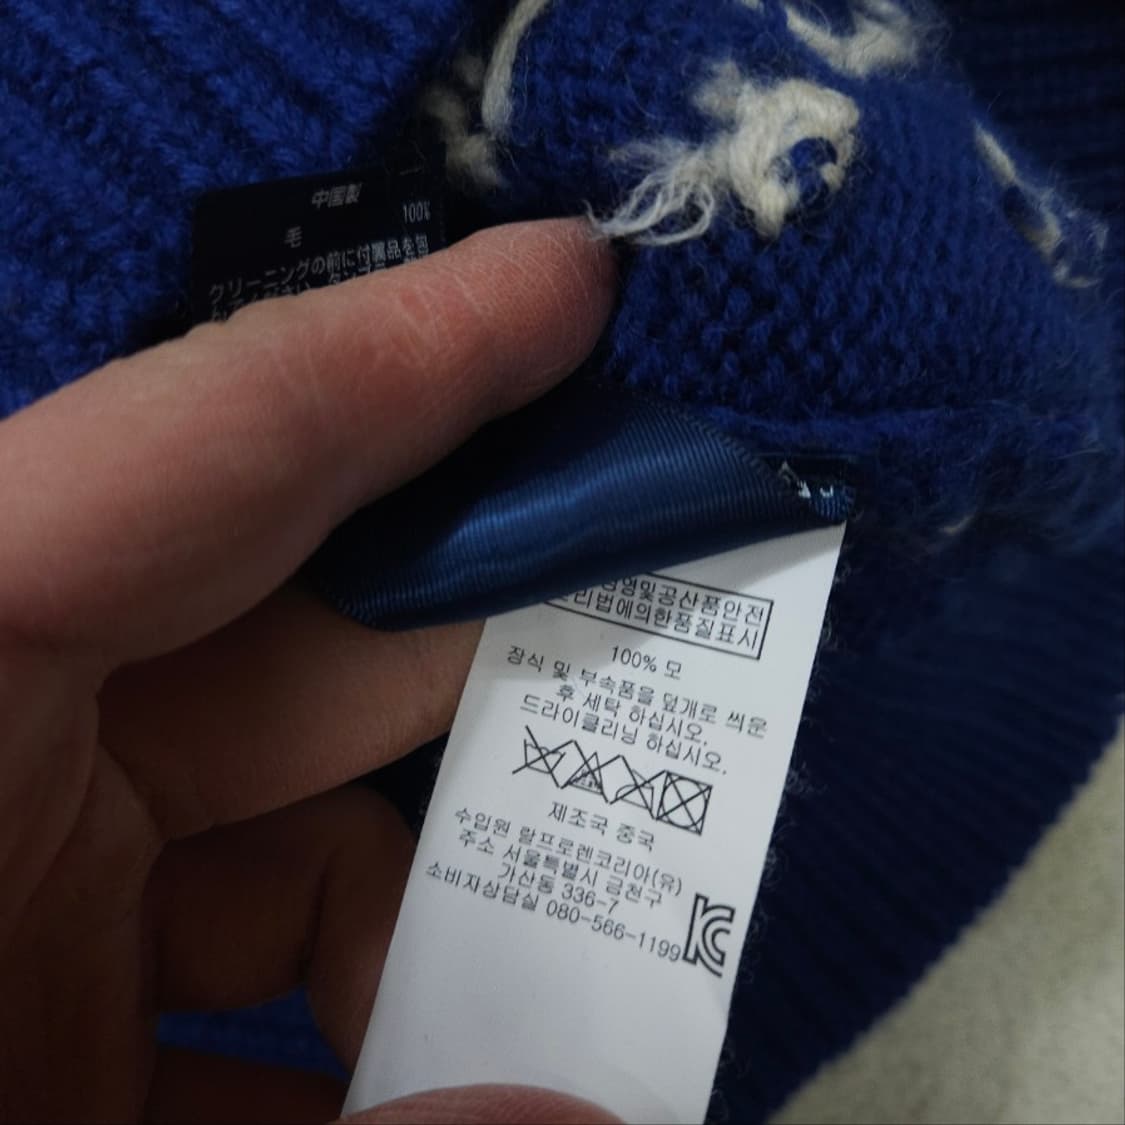 中国製
毛 100%
クリーニングの前に付属品を包
영및공산품안전
리법에의한품질표시
100% 모
장식 및 부속품을 덮개로 씌운
후 세탁 하십시오.
드라이클리닝 하십시오.
제조국 중국
수입원 랄프로렌코리아(유)
주소 서울특별시 금천구
가산동 336-7
소비자상담실 080-566-1199
KC